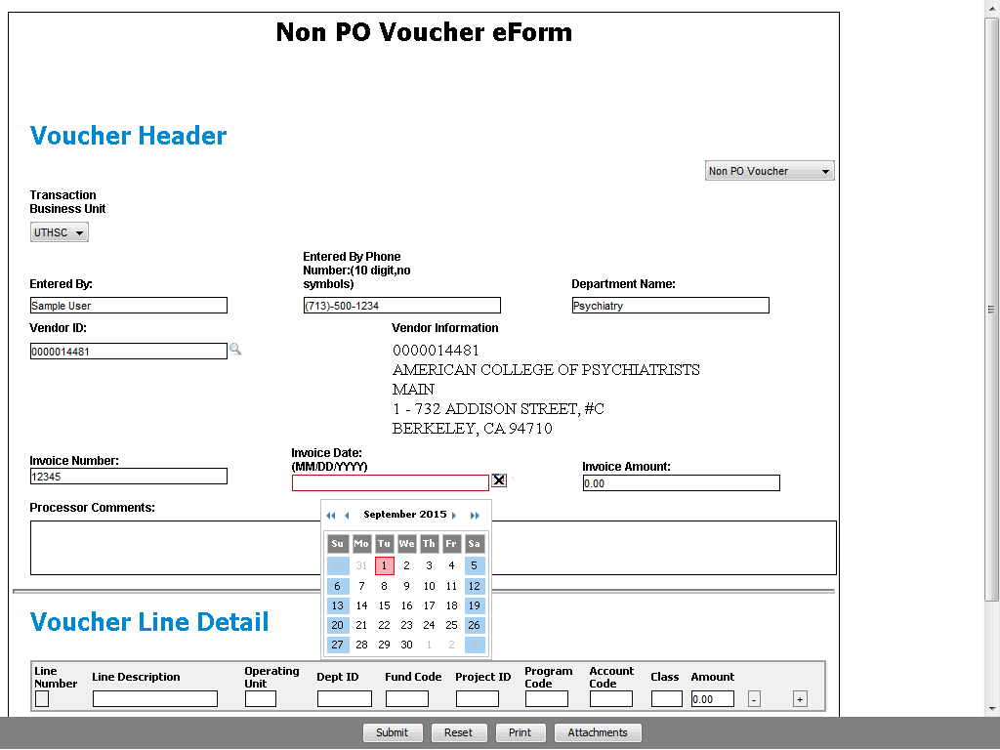 Non PO Voucher eForm
Voucher Header
Non PO Voucher
Transaction
Business Unit
UTHSC
Entered By Phone
Number:(10 digit,no
symbols)
Entered By:
Department Name:
Sample User
(713)-500-1234
Psychiatry
Vendor ID:
Vendor Information
0000014481
0000014481
AMERICAN COLLEGE OF PSYCHIATRISTS
MAIN
1 - 732 ADDISON STREET, #C
BERKELEY, CA 94710
Invoice Number:
Invoice Date:
(MM/DD/YYYY)
Invoice Amount:
12345
X
0.00
Processor Comments:
September 2015
Su Mo Tu We Th Fr Sa
30 31 1 2 3 4 5
6 7 8 9 10 11 12
13 14 15 16 17 18 19
20 21 22 23 24 25 26
27 28 29 30 1 2 3
Voucher Line Detail
Line
Number
Line Description
Operating
Unit
Dept ID
Fund Code
Project ID
Program
Code
Account
Code
Class
Amount
0.00
-
+
Submit
Reset
Print
Attachments